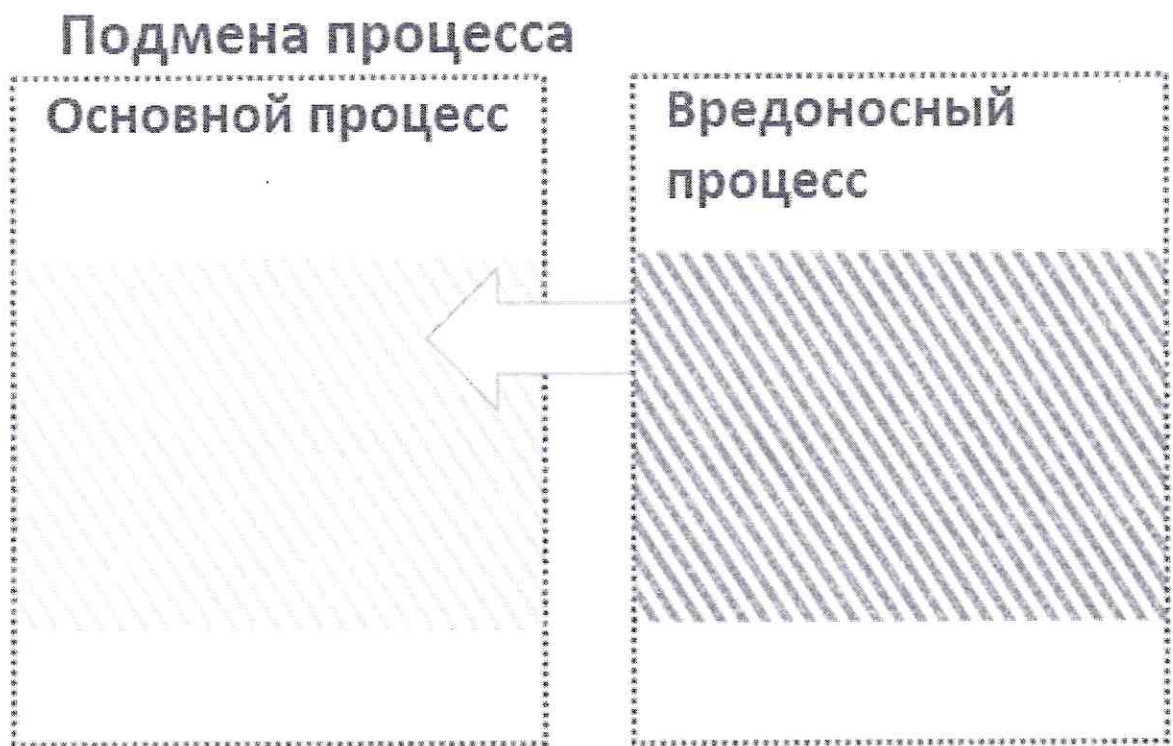 Подмена процесса
Основной процесс
Вредоносный
процесс